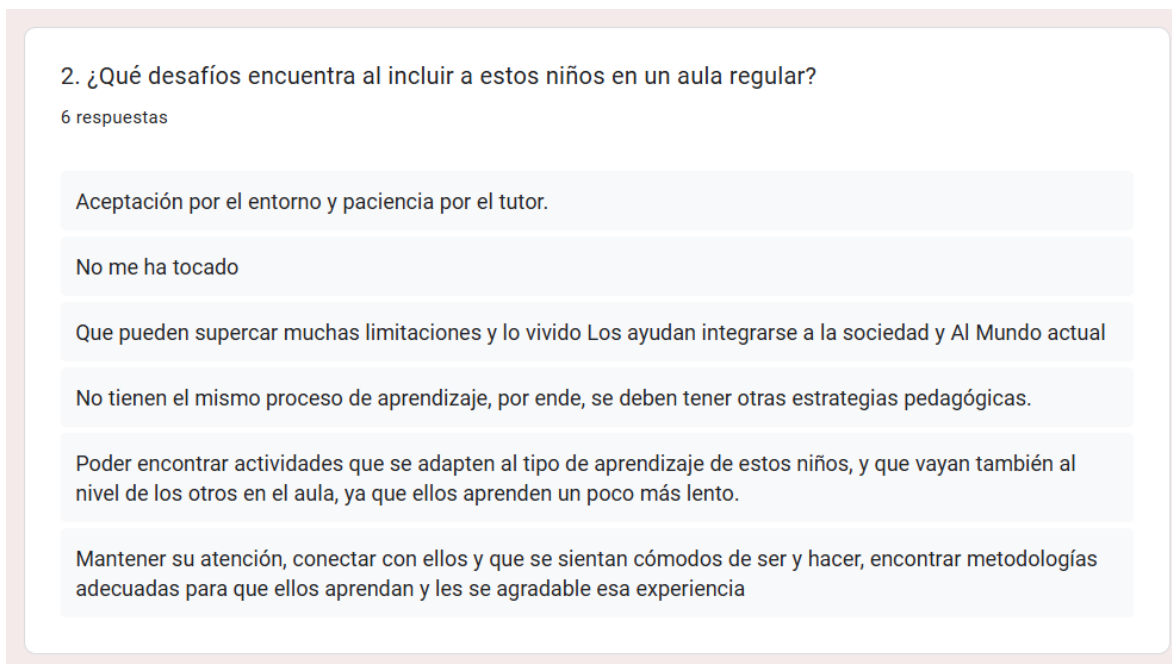 2. ¿Qué desafíos encuentra al incluir a estos niños en un aula regular?
6 respuestas
Aceptación por el entorno y paciencia por el tutor.
No me ha tocado
Que pueden supercar muchas limitaciones y lo vivido Los ayudan integrarse a la sociedad y Al Mundo actual
No tienen el mismo proceso de aprendizaje, por ende, se deben tener otras estrategias pedagógicas.
Poder encontrar actividades que se adapten al tipo de aprendizaje de estos niños, y que vayan también al
nivel de los otros en el aula, ya que ellos aprenden un poco más lento.
Mantener su atención, conectar con ellos y que se sientan cómodos de ser y hacer, encontrar metodologías
adecuadas para que ellos aprendan y les se agradable esa experiencia